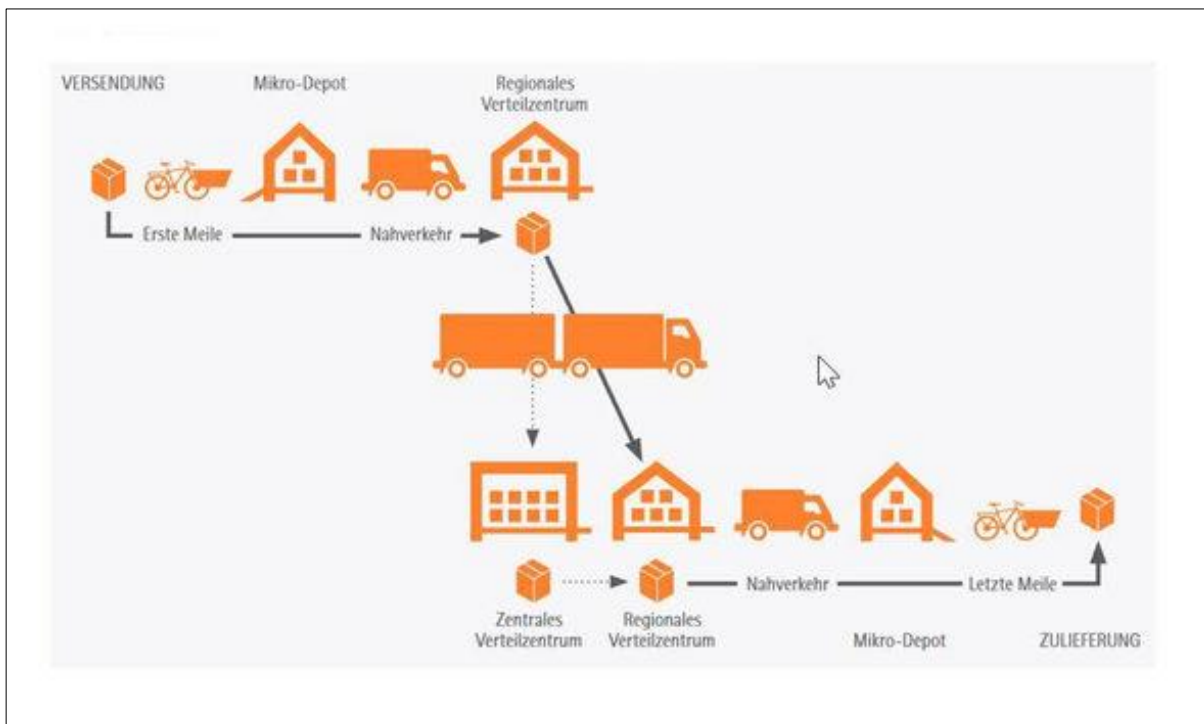 VERSENDUNG
Mikro-Depot
Regionales
Verteilzentrum
Erste Meile
Nahverkehr
Zentrales
Verteilzentrum
Regionales
Verteilzentrum
Nahverkehr
Letzte Meile
Mikro-Depot
ZULIEFERUNG